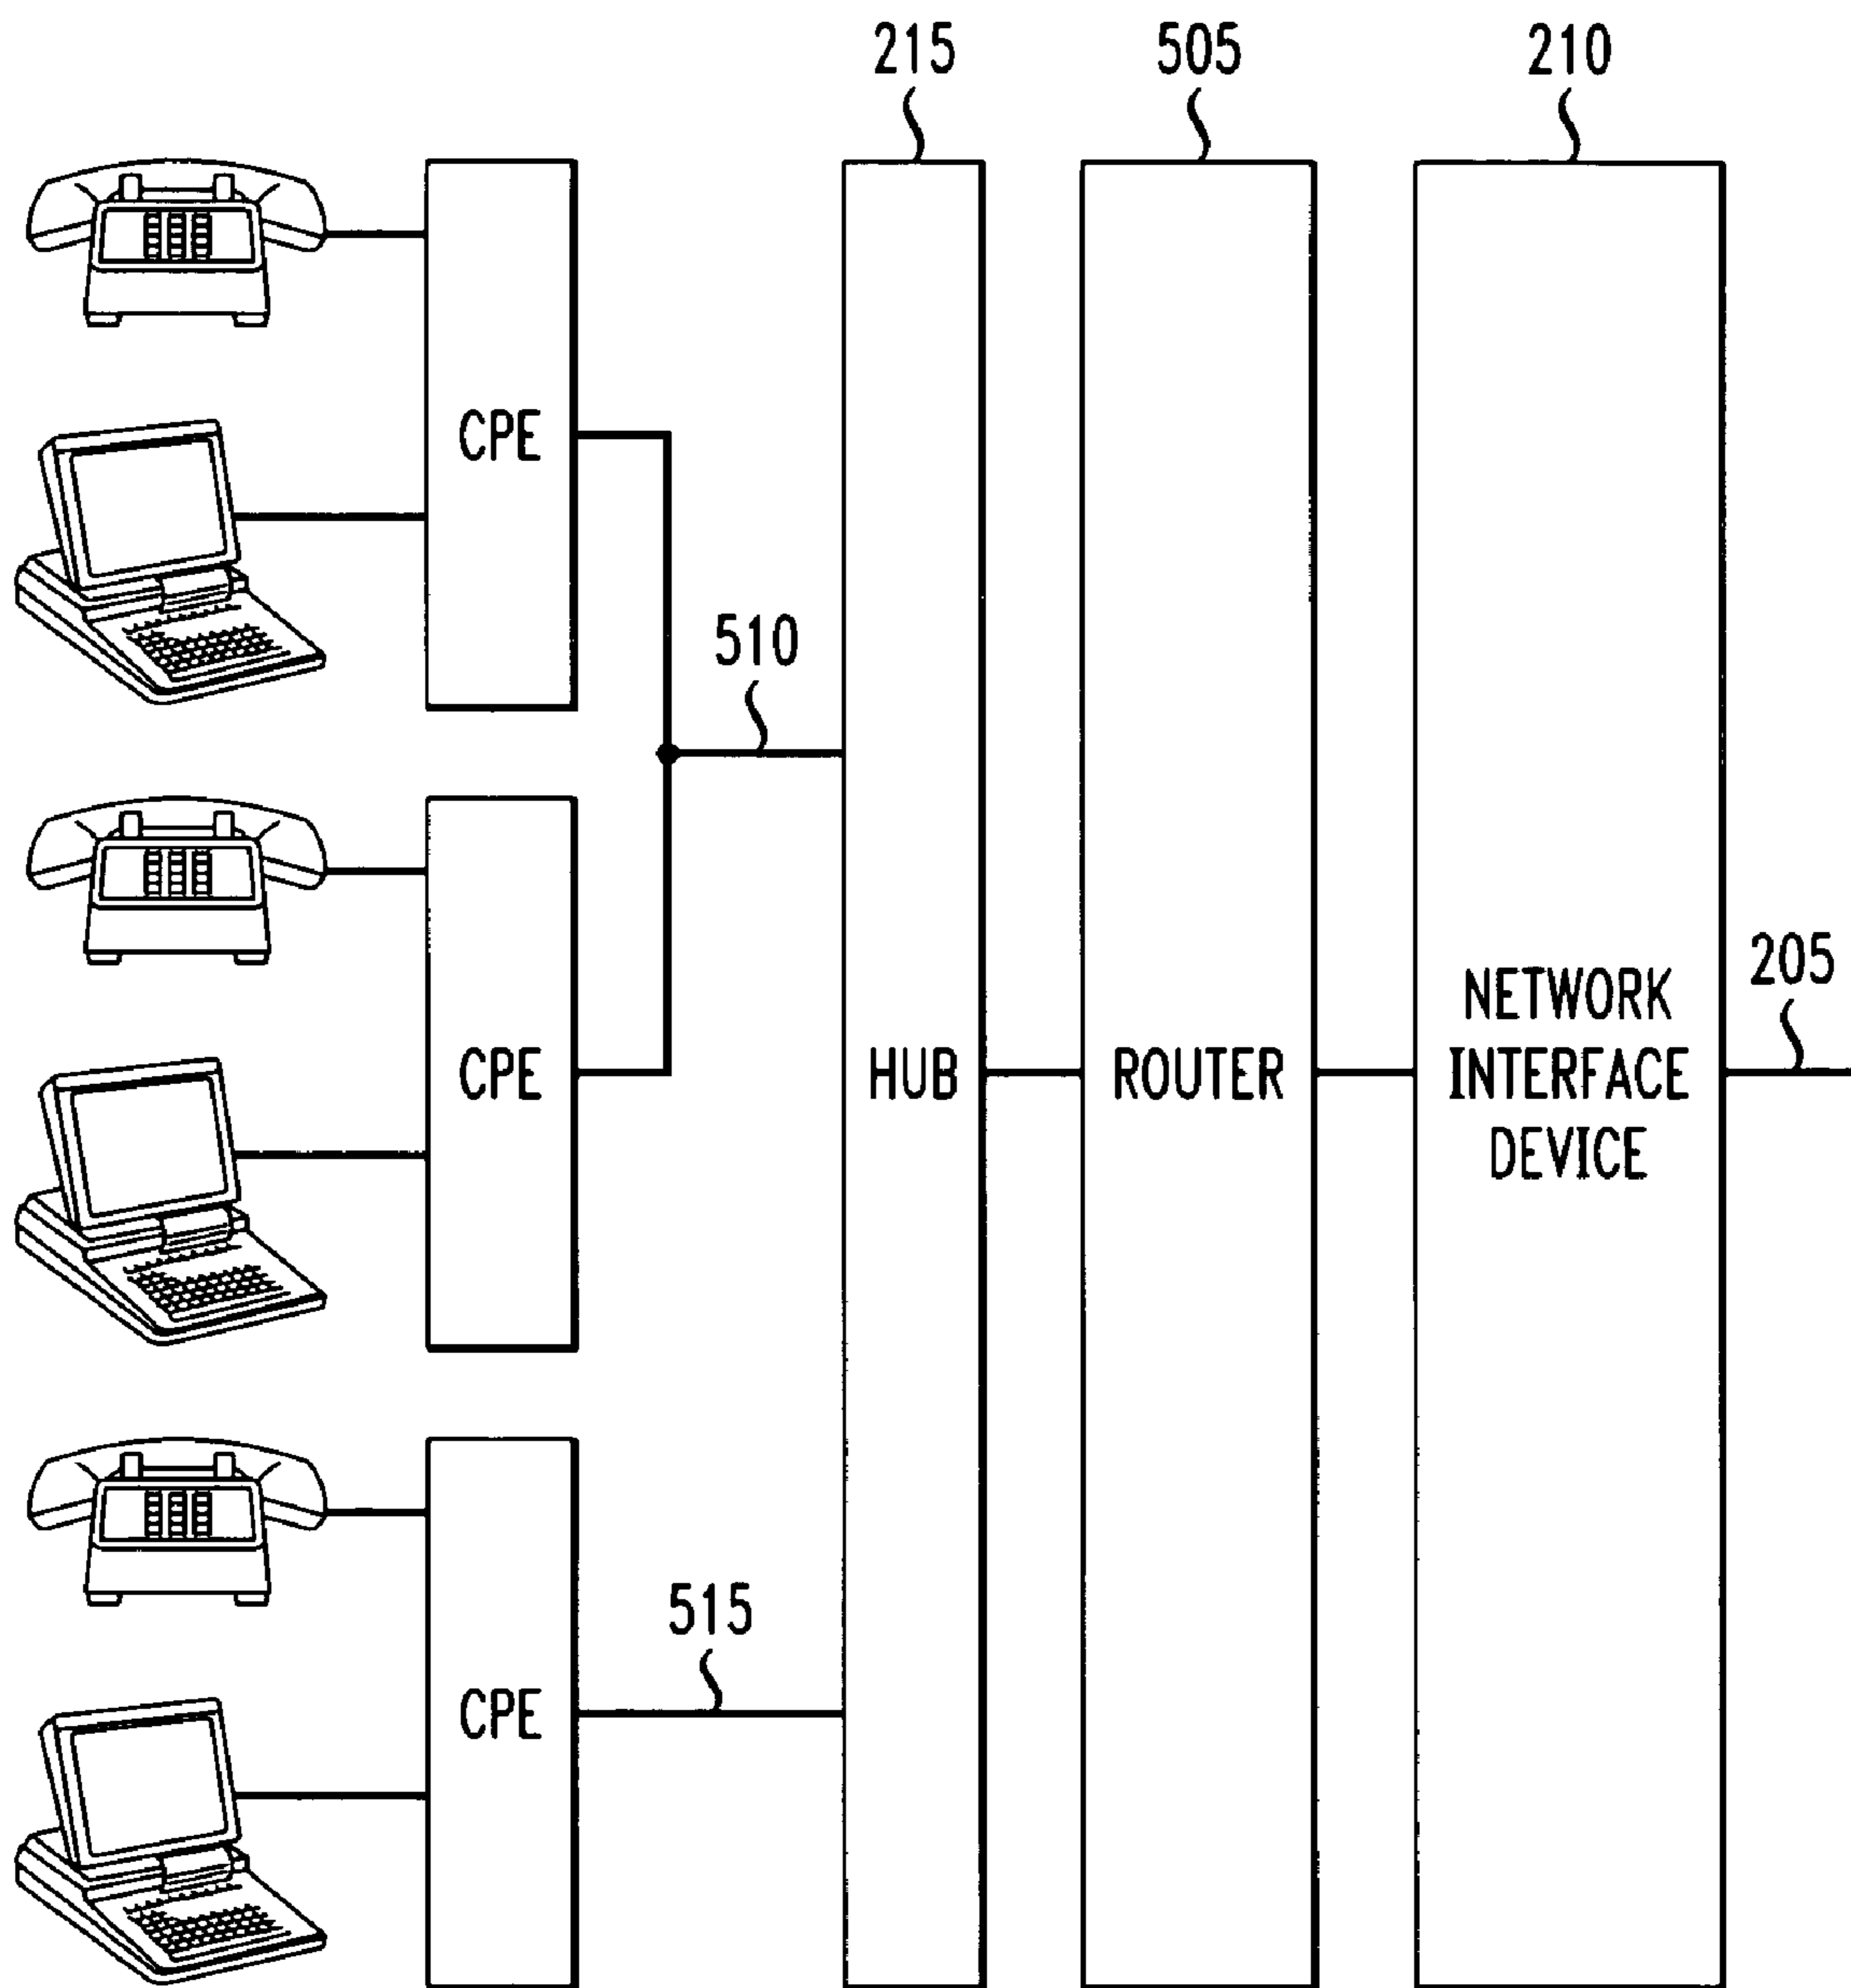 215
505
210
CPE
510
CPE
HUB
ROUTER
NETWORK
INTERFACE
DEVICE
205
515
CPE